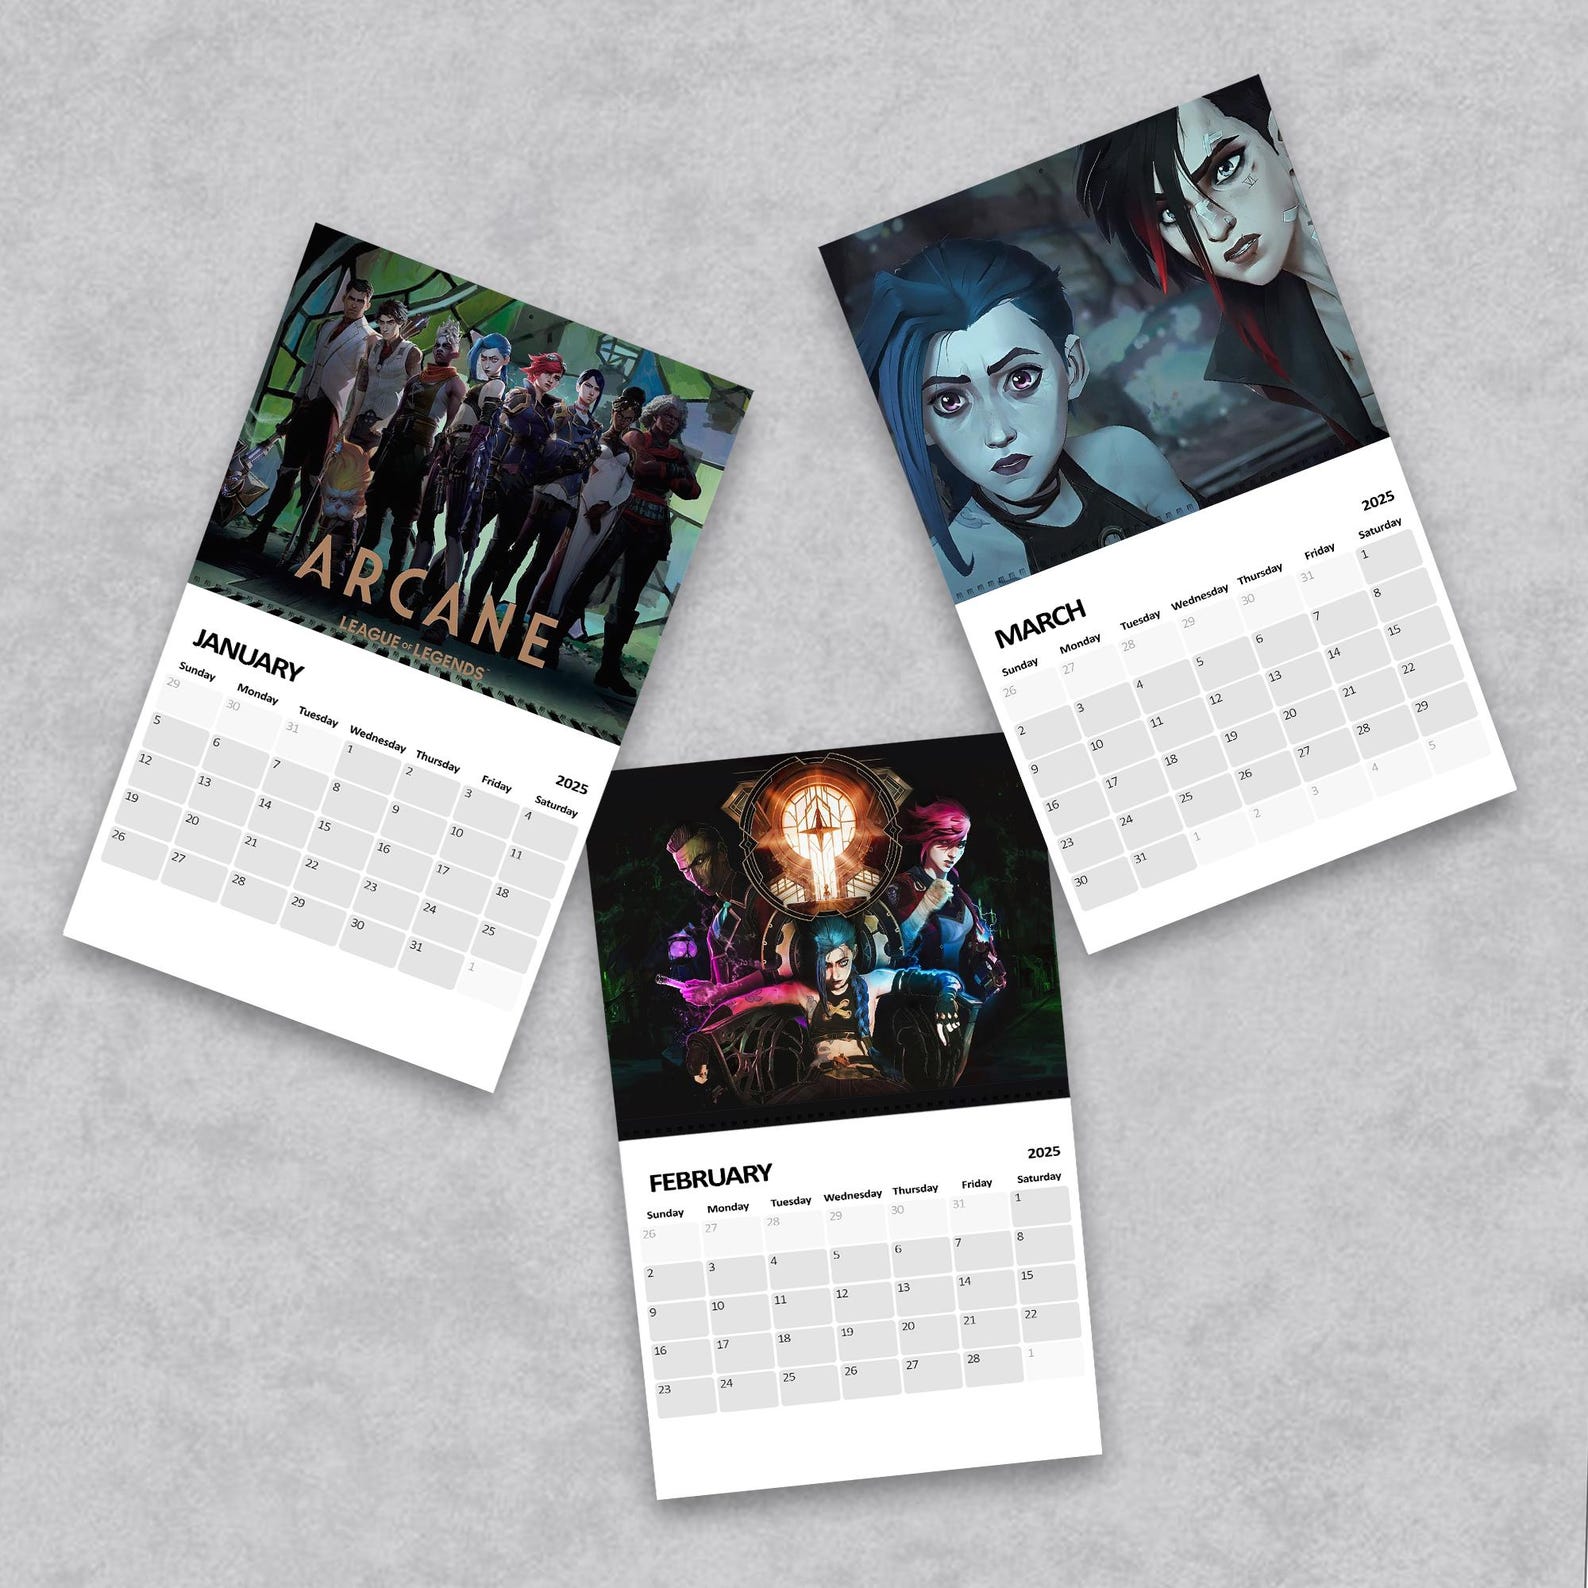 ARCANE
LEAGUE OF LEGENDS
JANUARY
2025
Sunday Monday Tuesday Wednesday Thursday Friday Saturday
29 30 31 1 2 3 4
5 6 7 8 9 10 11
12 13 14 15 16 17 18
19 20 21 22 23 24 25
26 27 28 29 30 31 1
FEBRUARY
2025
Sunday Monday Tuesday Wednesday Thursday Friday Saturday
26 27 28 29 30 31 1
2 3 4 5 6 7 8
9 10 11 12 13 14 15
16 17 18 19 20 21 22
23 24 25 26 27 28 1
VI
MARCH
2025
Sunday Monday Tuesday Wednesday Thursday Friday Saturday
26 27 28 29 30 31 1
2 3 4 5 6 7 8
9 10 11 12 13 14 15
16 17 18 19 20 21 22
23 24 25 26 27 28 29
30 31 1 2 3 4 5